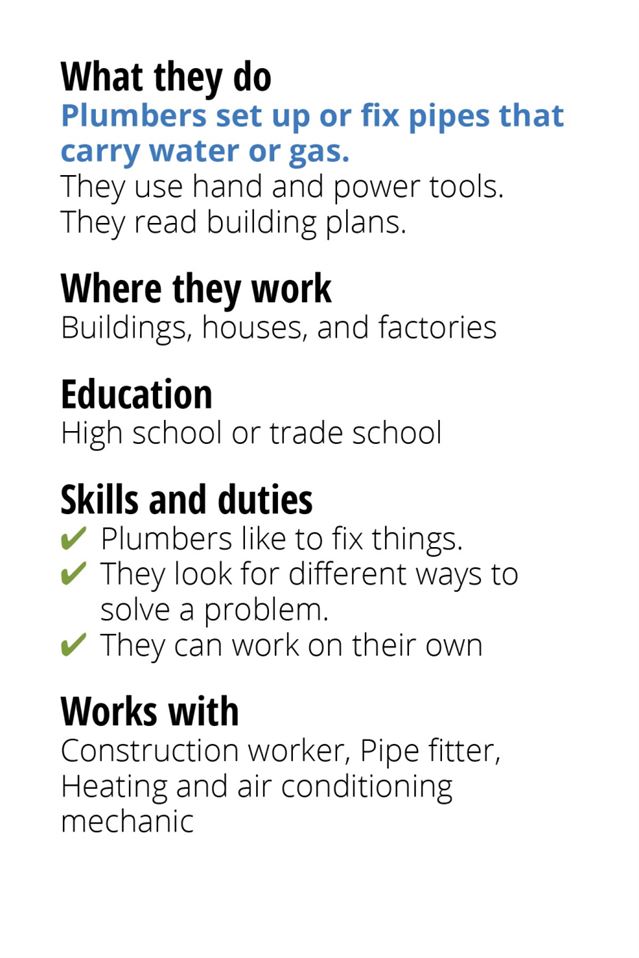 What they do
Plumbers set up or fix pipes that
carry water or gas.
They use hand and power tools.
They read building plans.
Where they work
Buildings, houses, and factories
Education
High school or trade school
Skills and duties
✔ Plumbers like to fix things.
✔ They look for different ways to
solve a problem.
✔ They can work on their own
Works with
Construction worker, Pipe fitter,
Heating and air conditioning
mechanic